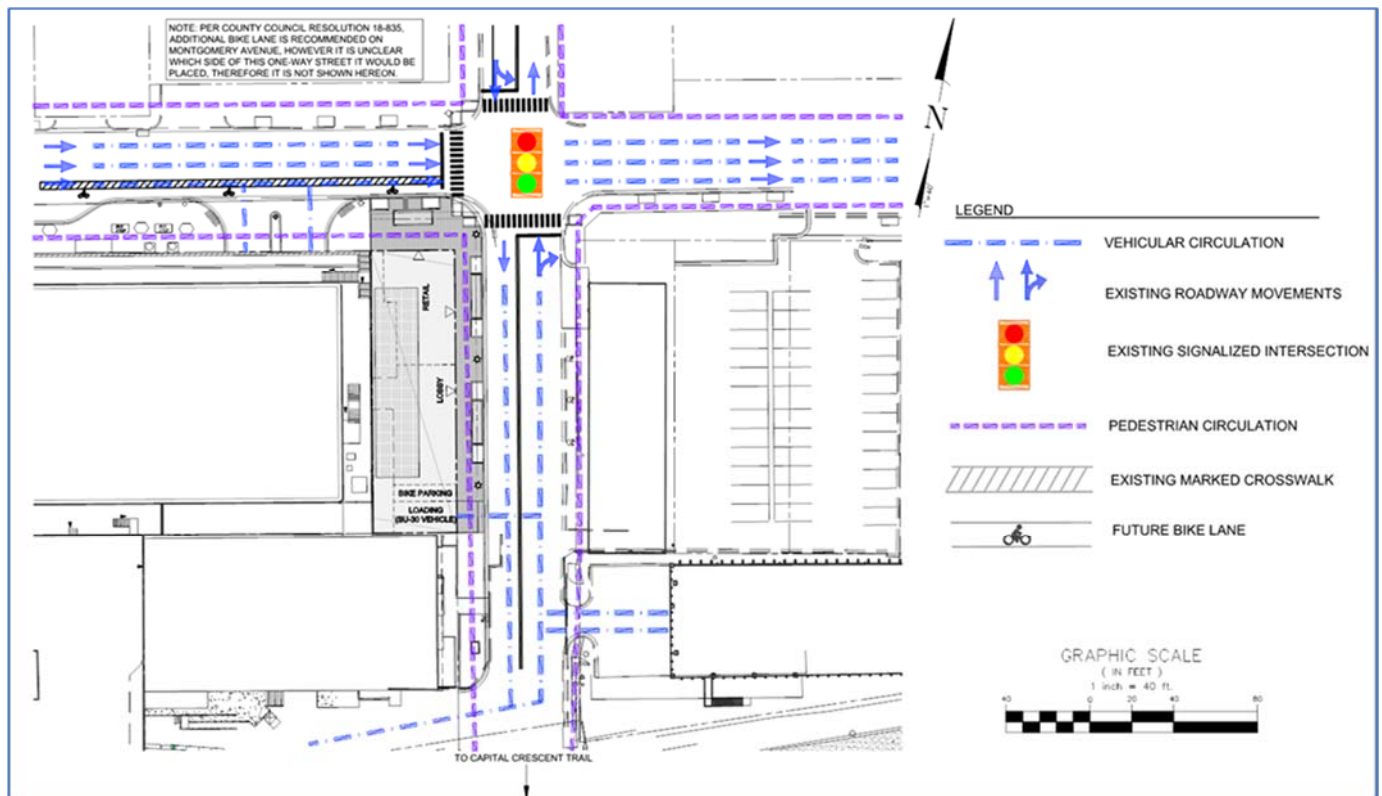 NOTE: PER COUNTY COUNCIL RESOLUTION 18-835,
ADDITIONAL BIKE LANE IS RECOMMENDED ON
MONTGOMERY AVENUE, HOWEVER IT IS UNCLEAR
WHICH SIDE OF THIS ONE-WAY STREET IT WOULD BE
PLACED, THEREFORE IT IS NOT SHOWN HEREON.
N
1"=40'
LEGEND
VEHICULAR CIRCULATION
EXISTING ROADWAY MOVEMENTS
EXISTING SIGNALIZED INTERSECTION
PEDESTRIAN CIRCULATION
EXISTING MARKED CROSSWALK
FUTURE BIKE LANE
RETAIL
LOBBY
BIKE PARKING
LOADING
(SU-30 VEHICLE)
TO CAPITAL CRESCENT TRAIL
GRAPHIC SCALE
( IN FEET )
1 inch = 40 ft.
40 0 20 40 80